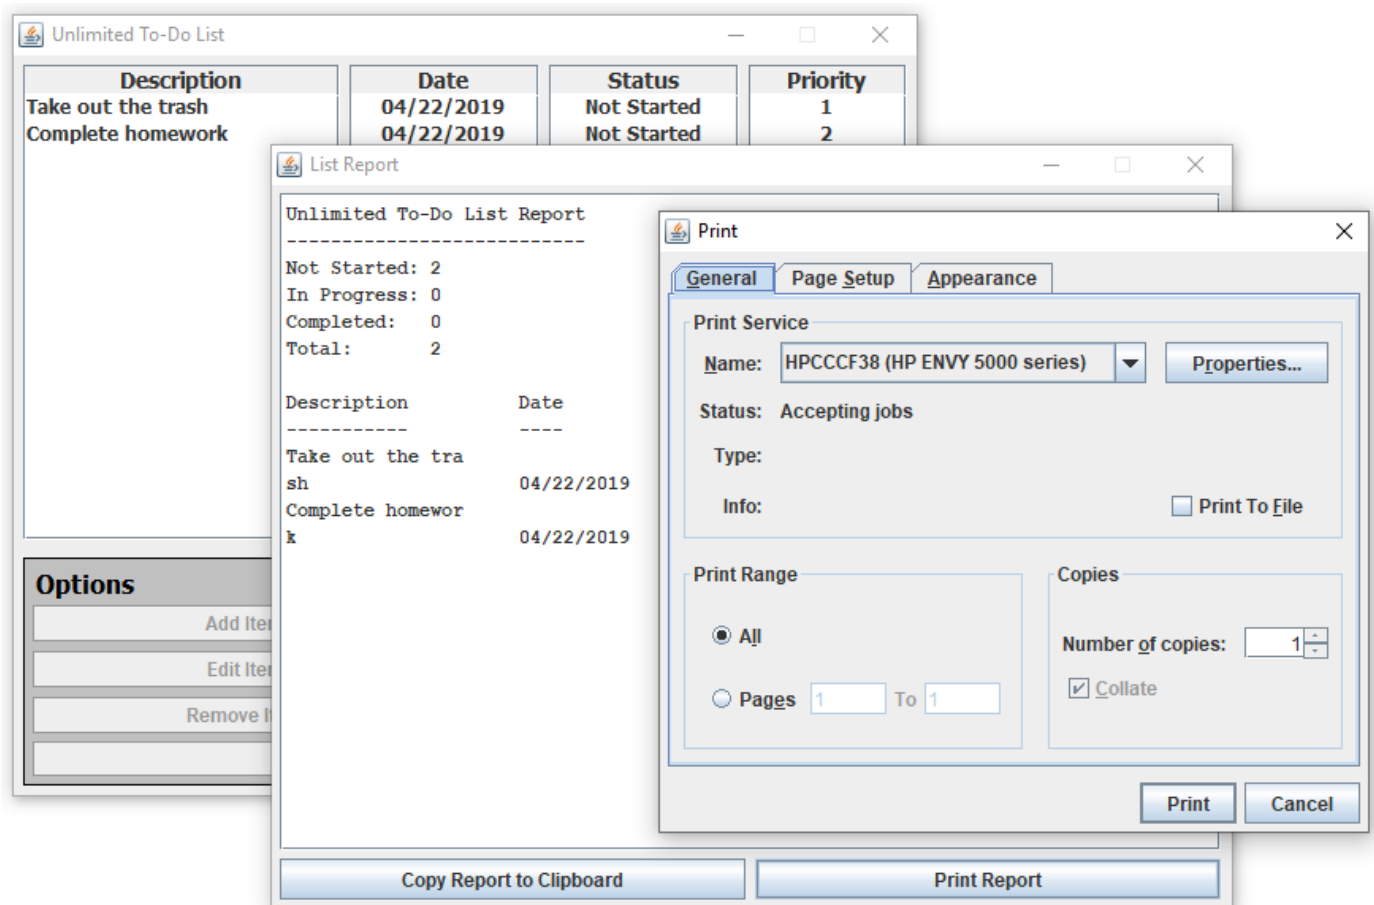 Unlimited To-Do List
Description Date Status Priority
Take out the trash 04/22/2019 Not Started 1
Complete homework 04/22/2019 Not Started 2
Options
Add Iter
Edit Iter
Remove I
List Report
Unlimited To-Do List Report
---------------------------
Not Started: 2
In Progress: 0
Completed: 0
Total: 2
Description Date
----------- ----
Take out the tra
sh 04/22/2019
Complete homewor
k 04/22/2019
Copy Report to Clipboard Print Report
Print
General Page Setup Appearance
Print Service
Name: HPCCCF38 (HP ENVY 5000 series) Properties...
Status: Accepting jobs
Type:
Info: Print To File
Print Range
All
Pages 1 To 1
Copies
Number of copies: 1
Collate
Print Cancel